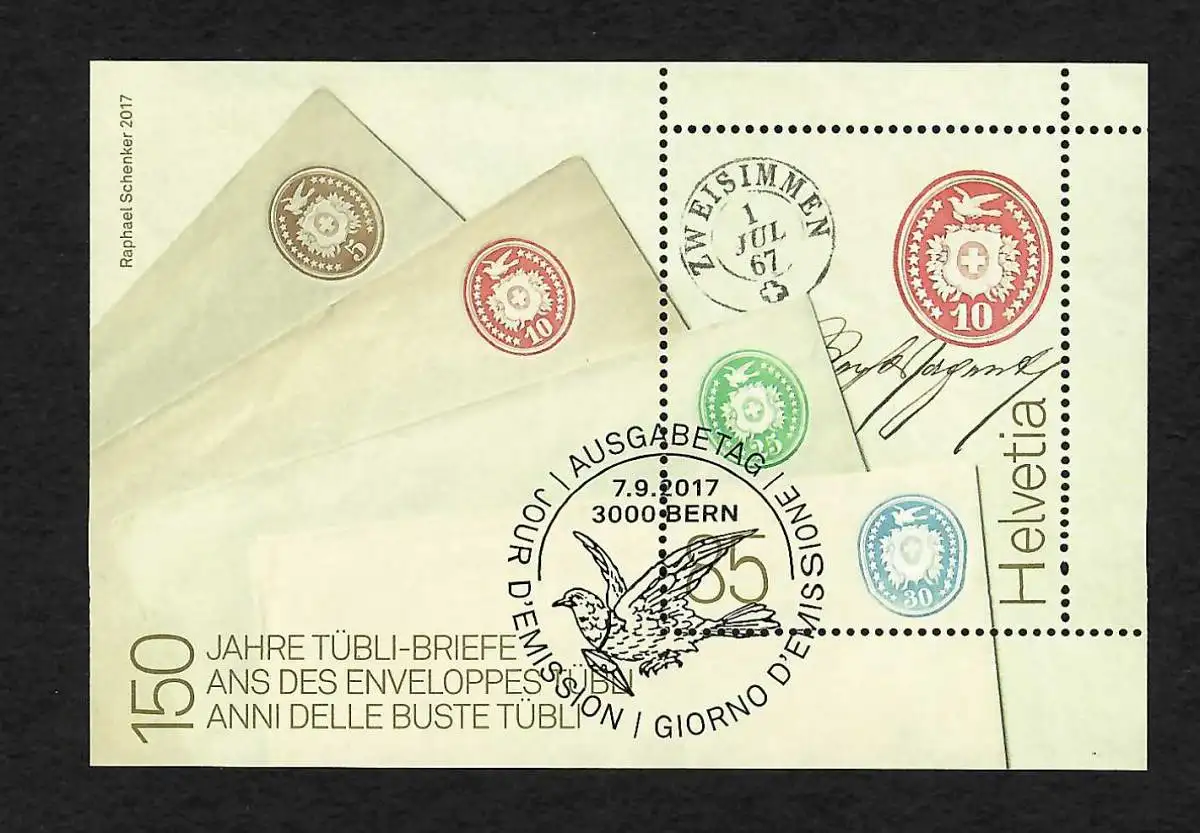 Raphael Schenker 2017
5
10
ZWEISIMMEN
1
JUL
67
10
25
30
Helvetia
85
AUSGABETAG / GIORNO D'EMISSIONE / JOUR D'EMISSION /
7.9.2017
3000 BERN
150
JAHRE TÜBLI-BRIEFE
ANS DES ENVELOPPES TÜBLI
ANNI DELLE BUSTE TÜBLI